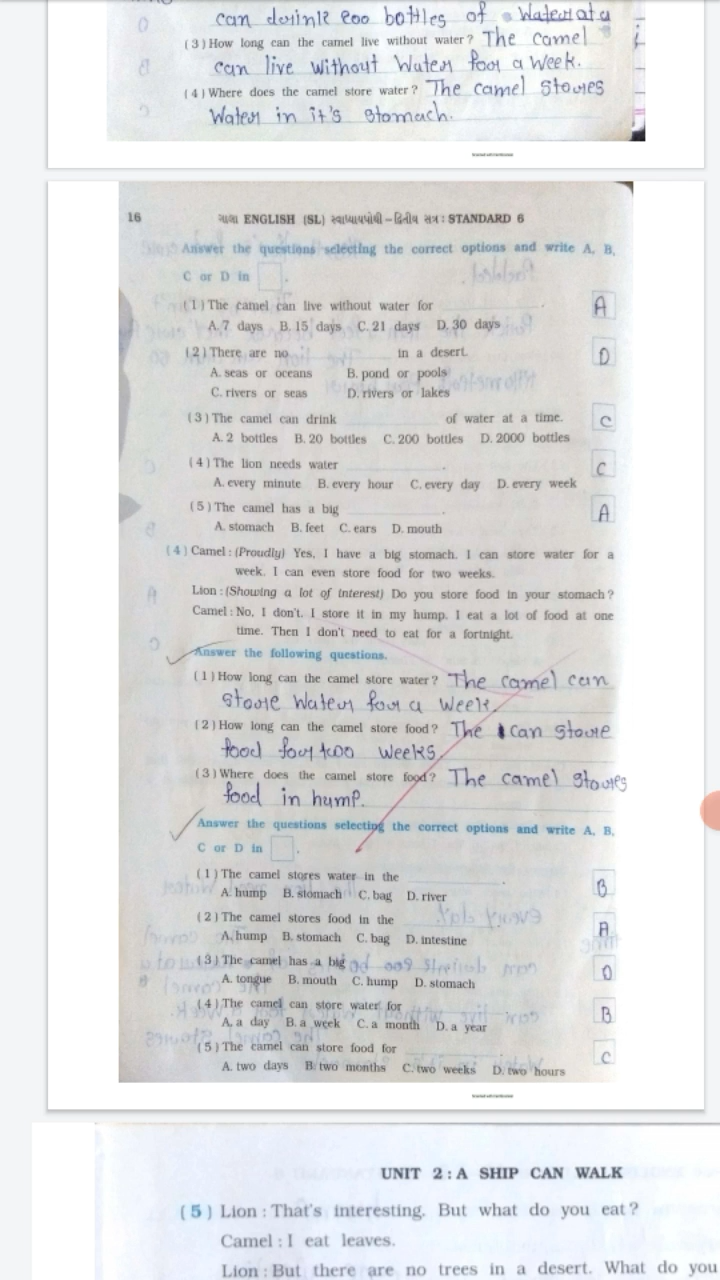 can drink 200 bottles of water at a
(3) How long can the camel live without water? The camel
can live without water for a week.
(4) Where does the camel store water? The camel stores
water in it's stomach.
16 ગાલા ENGLISH (SL) સ્વાધ્યાયપોથી – દ્વિતીય સત્ર : STANDARD 6
Answer the questions selecting the correct options and write A, B,
C or D in
(1) The camel can live without water for ________. A
A. 7 days B. 15 days C. 21 days D. 30 days
(2) There are no ________ in a desert. D
A. seas or oceans B. pond or pools
C. rivers or seas D. rivers or lakes
(3) The camel can drink ________ of water at a time. C
A. 2 bottles B. 20 bottles C. 200 bottles D. 2000 bottles
(4) The lion needs water ________. C
A. every minute B. every hour C. every day D. every week
(5) The camel has a big ________. A
A. stomach B. feet C. ears D. mouth
(4) Camel : (Proudly) Yes, I have a big stomach. I can store water for a
week. I can even store food for two weeks.
Lion : (Showing a lot of interest) Do you store food in your stomach?
Camel : No, I don't. I store it in my hump. I eat a lot of food at one
time. Then I don't need to eat for a fortnight.
Answer the following questions.
(1) How long can the camel store water? The camel can
store water for a week.
(2) How long can the camel store food? The can store
food for two weeks
(3) Where does the camel store food? The camel stores
food in hump.
Answer the questions selecting the correct options and write A, B,
C or D in
(1) The camel stores water in the ________. B
A. hump B. stomach C. bag D. river
(2) The camel stores food in the ________. A
A. hump B. stomach C. bag D. intestine
(3) The camel has a big ________. D
A. tongue B. mouth C. hump D. stomach
(4) The camel can store water for ________. B
A. a day B. a week C. a month D. a year
(5) The camel can store food for ________. C
A. two days B. two months C. two weeks D. two hours
UNIT 2 : A SHIP CAN WALK
(5) Lion : That's interesting. But what do you eat?
Camel : I eat leaves.
Lion : But there are no trees in a desert. What do you